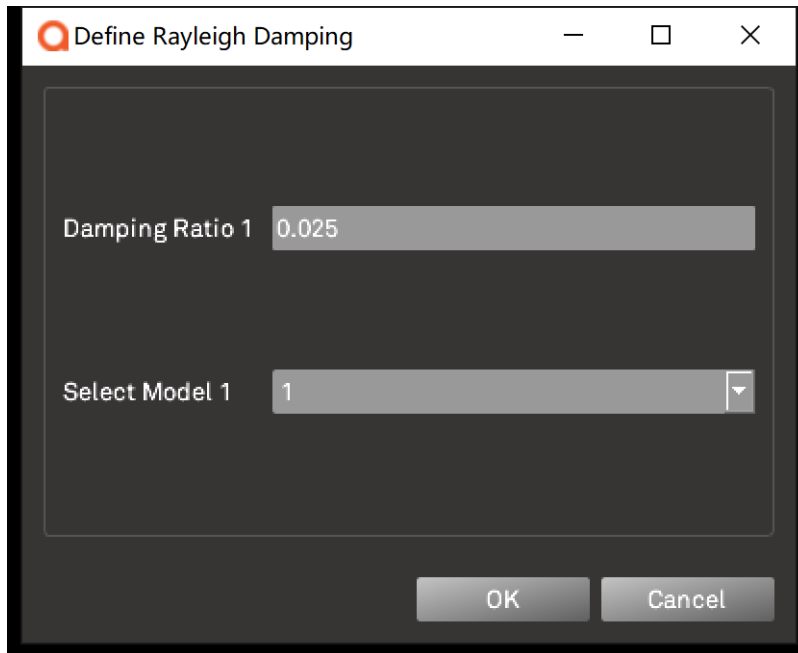 Define Rayleigh Damping
Damping Ratio 1 0.025
Select Model 1 1
OK Cancel